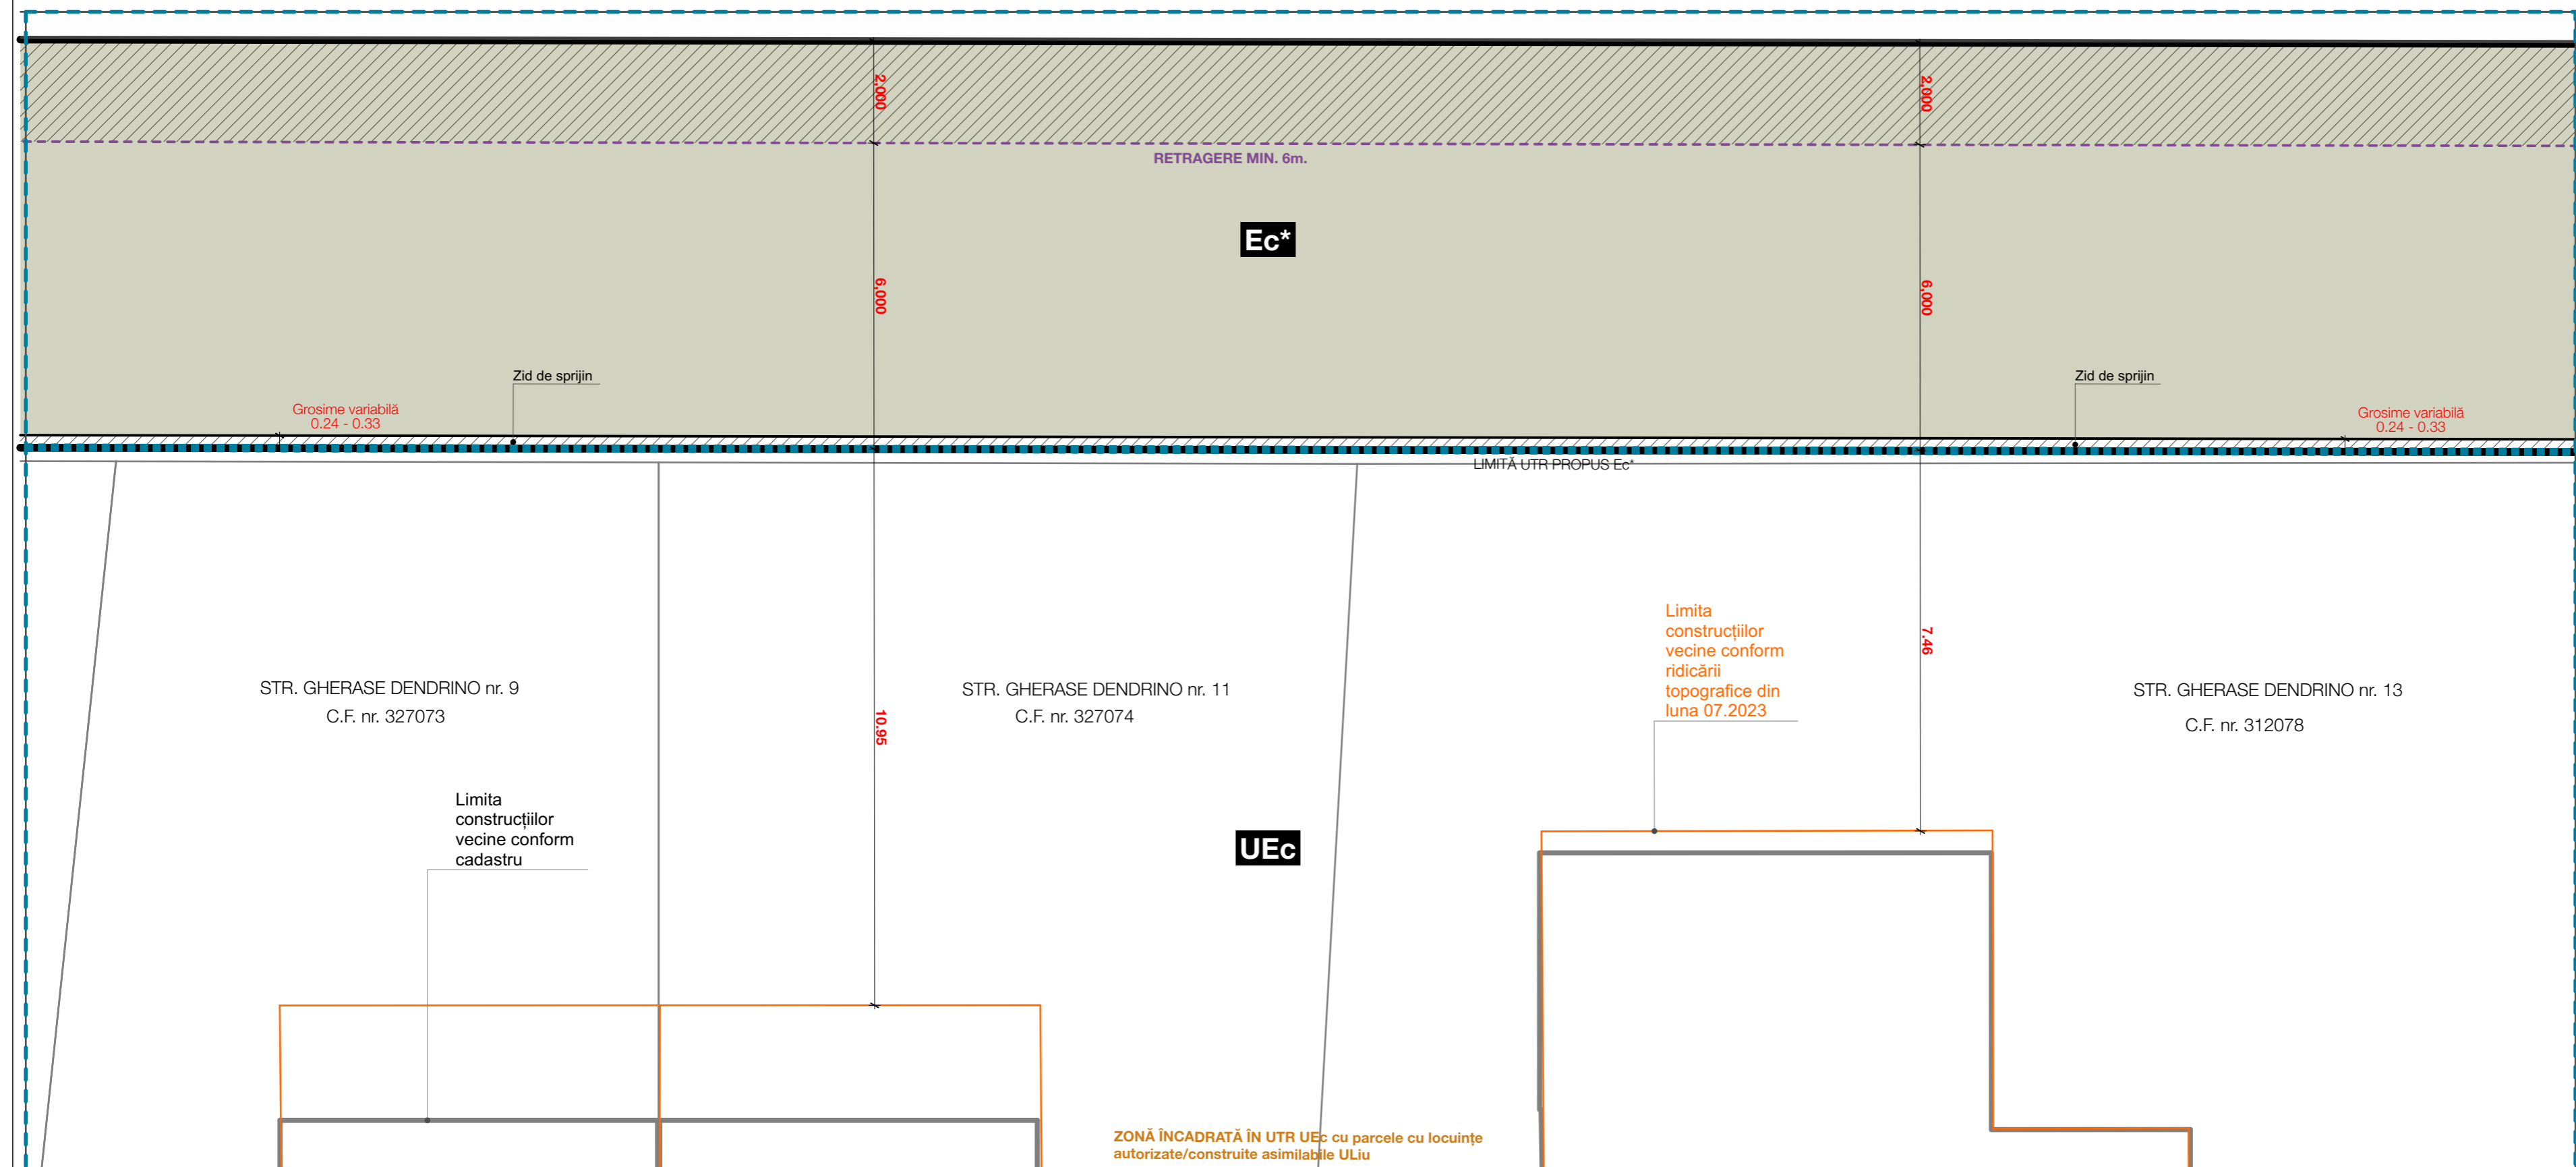 2,000
2,000
RETRAGERE MIN. 6m.
Ec*
6,000
6,000
Zid de sprijin
Zid de sprijin
Grosime variabilă
0.24 - 0.33
Grosime variabilă
0.24 - 0.33
LIMITĂ UTR PROPUS Ec*
Limita
construcțiilor
vecine conform
ridicării
topografice din
luna 07.2023
7.46
STR. GHERASE DENDRINO nr. 9
C.F. nr. 327073
STR. GHERASE DENDRINO nr. 11
C.F. nr. 327074
STR. GHERASE DENDRINO nr. 13
C.F. nr. 312078
10.95
Limita
construcțiilor
vecine conform
cadastru
UEc
ZONĂ ÎNCADRATĂ ÎN UTR UEc cu parcele cu locuințe
autorizate/construite asimilabile ULiu